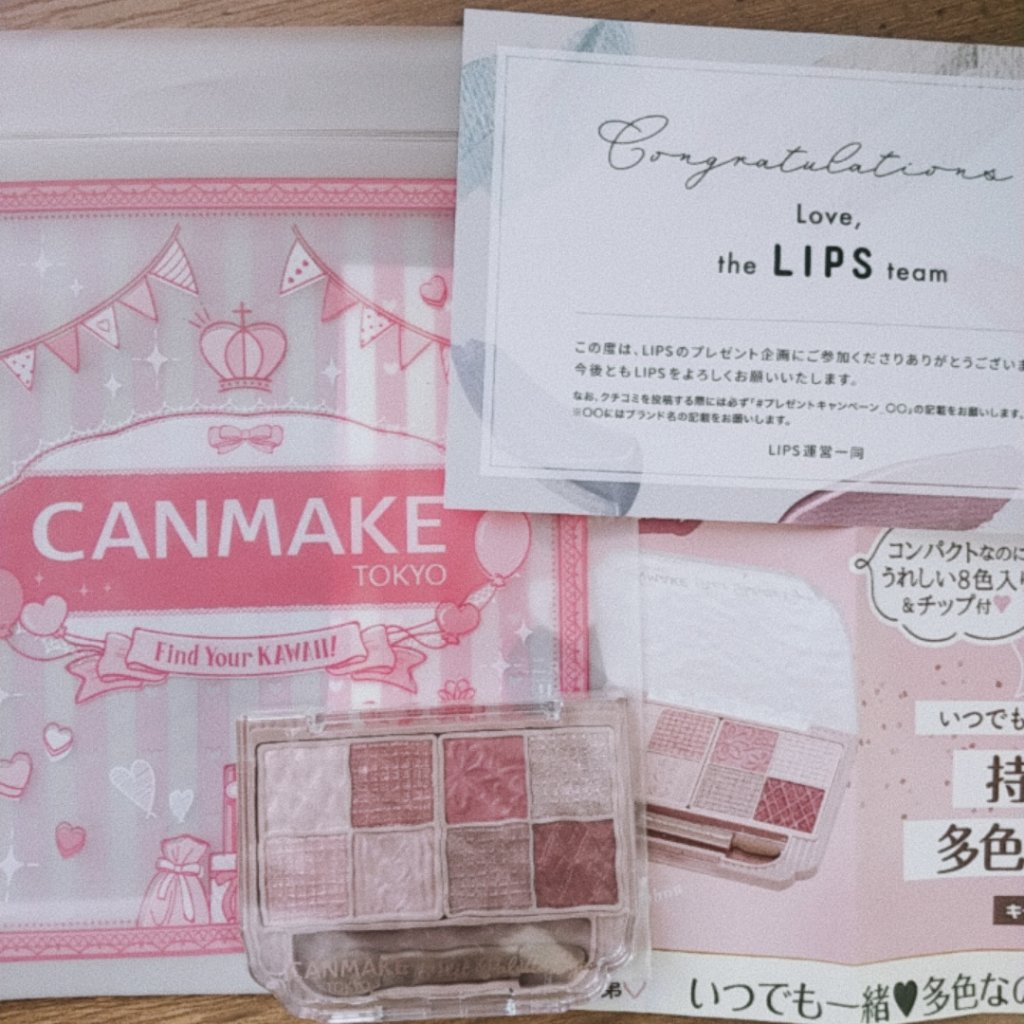 Congratulations
Love,
the LIPS team
この度は、LIPSのプレゼント企画にご参加くださりありがとうございま
今後ともLIPSをよろしくお願いいたします。
なお、クチコミを投稿する際には必ず「#プレゼントキャンペーン_〇〇」の記載をお願いします。
※〇〇にはブランド名の記載をお願いします。
LIPS運営一同
CANMAKE
TOKYO
Find Your KAWAII!
コンパクトなのに
うれしい8色入り
&チップ付♥
いつでも
持
多色
キ
CANMAKE
TOKYO
弟♡
いつでも一緒♥多色なの